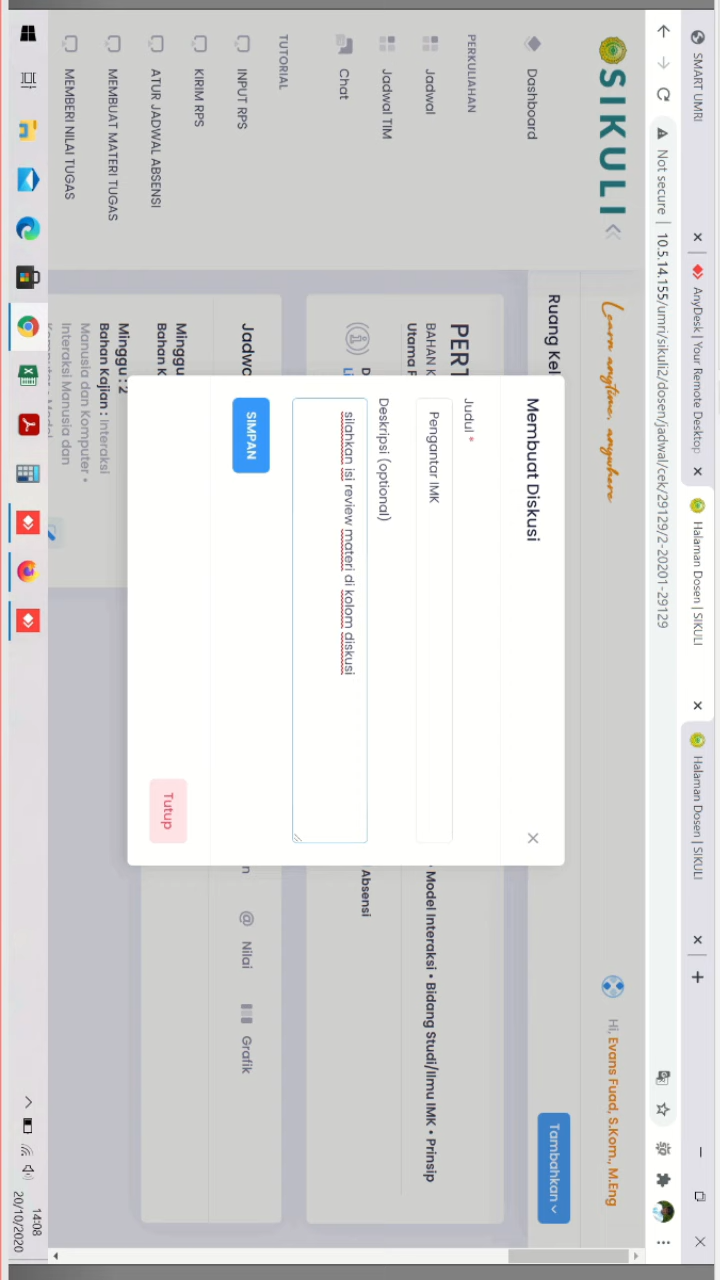 SMART UMRI
AnyDesk | Your Remote Desktop
Halaman Dosen | SIKULI
Halaman Dosen | SIKULI
Not secure | 10.5.14.155/umri/sikuli2/dosen/jadwal/cek/29129/2-20201-29129
SIKULI
Learn anytime, anywhere
Hi, Evans Fuad, S.Kom., M.Eng
Dashboard
PERKULIAHAN
Jadwal
Jadwal TIM
Chat
TUTORIAL
INPUT RPS
KIRIM RPS
ATUR JADWAL ABSENSI
MEMBUAT MATERI TUGAS
MEMBERI NILAI TUGAS
Ruang Kel
Tambahkan
PERT
BAHAN K
• Model Interaksi • Bidang Studi/Ilmu IMK • Prinsip
Utama P
Absensi
Membuat Diskusi
Judul *
Pengantar IMK
Deskripsi (optional)
silahkan isi review materi di kolom diskusi
SIMPAN
Tutup
Jadwa
n
Nilai
Grafik
Minggu
Bahan K
Minggu : 2
Bahan Kajian : Interaksi
Manusia dan Komputer •
Interaksi Manusia dan
14:08
20/10/2020